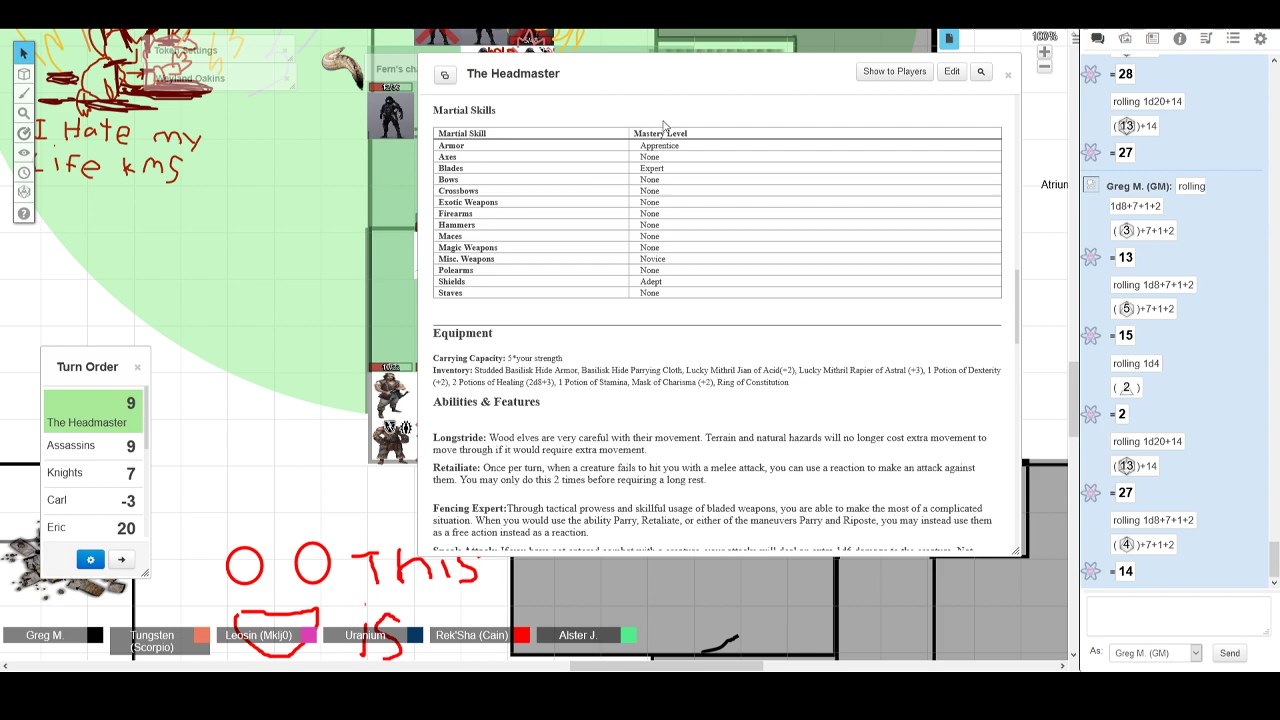 Token Settings
Weyland Oakins
I Hate my
Life kms
Fern's cha
12/53
10/55
help
100%
Atrium
The Headmaster
Show to Players
Edit
Martial Skills
Martial Skill Mastery Level
Armor Apprentice
Axes None
Blades Expert
Bows None
Crossbows None
Exotic Weapons None
Firearms None
Hammers None
Maces None
Magic Weapons None
Misc. Weapons Novice
Polearms None
Shields Adept
Staves None
Equipment
Carrying Capacity: 5*your strength
Inventory: Studded Basilisk Hide Armor, Basilisk Hide Parrying Cloth, Lucky Mithril Jian of Acid(+2), Lucky Mithril Rapier of Astral (+3), 1 Potion of Dexterity
(+2), 2 Potions of Healing (2d8+3), 1 Potion of Stamina, Mask of Charisma (+2), Ring of Constitution
Abilities & Features
Longstride: Wood elves are very careful with their movement. Terrain and natural hazards will no longer cost extra movement to
move through if it would require extra movement.
Retailiate: Once per turn, when a creature fails to hit you with a melee attack, you can use a reaction to make an attack against
them. You may only do this 2 times before requiring a long rest.
Fencing Expert:Through tactical prowess and skillful usage of bladed weapons, you are able to make the most of a complicated
situation. When you would use the ability Parry, Retaliate, or either of the maneuvers Parry and Riposte, you may instead use them
as a free action instead as a reaction.
Turn Order
9
The Headmaster
Assassins 9
Knights 7
Carl -3
Eric 20
This
IS
Greg M.
Tungsten
(Scorpio)
Leosin (Mklj0)
Uranium
Rek'Sha (Cain)
Alster J.
= 28
rolling 1d20+14
(13)+14
= 27
Greg M. (GM): rolling
1d8+7+1+2
(3)+7+1+2
= 13
rolling 1d8+7+1+2
(5)+7+1+2
= 15
rolling 1d4
(2)
= 2
rolling 1d20+14
(13)+14
= 27
rolling 1d8+7+1+2
(4)+7+1+2
= 14
As: Greg M. (GM) Send